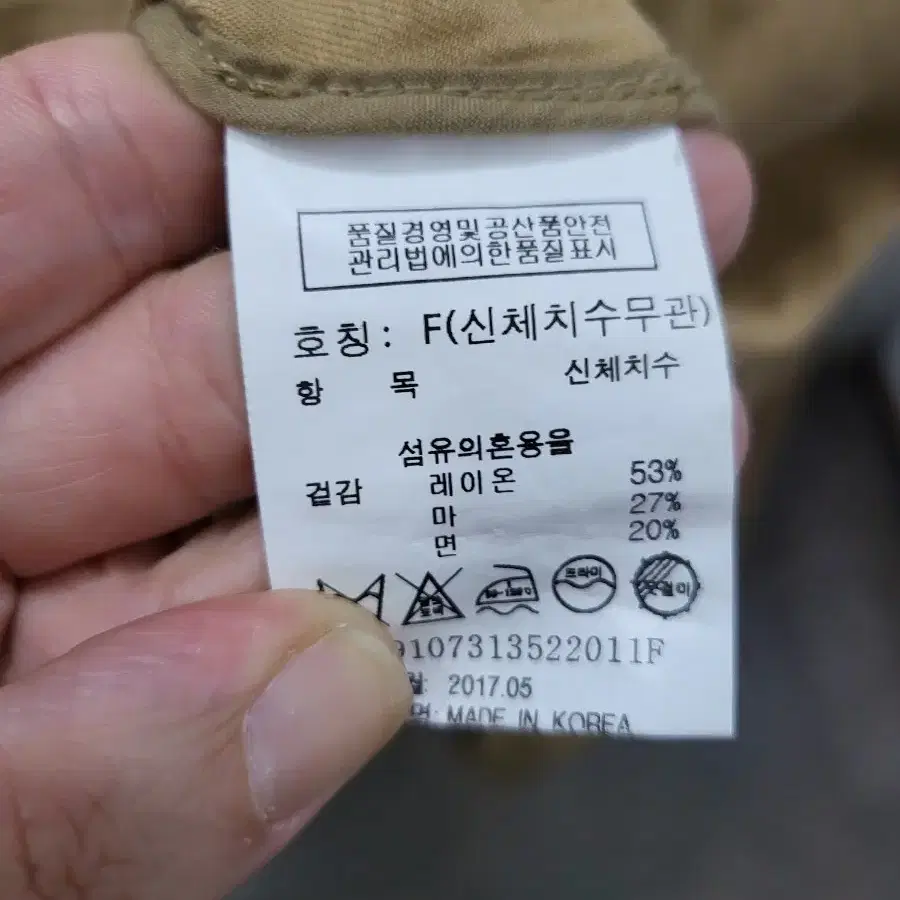 품질경영및공산품안전
관리법에의한품질표시
호칭: F(신체치수무관)
항 목 신체치수
섬유의혼용율
겉감 레이온 53%
마 27%
면 20%
드라이
옷걸이
9107313522011F
2017.05
MADE IN KOREA